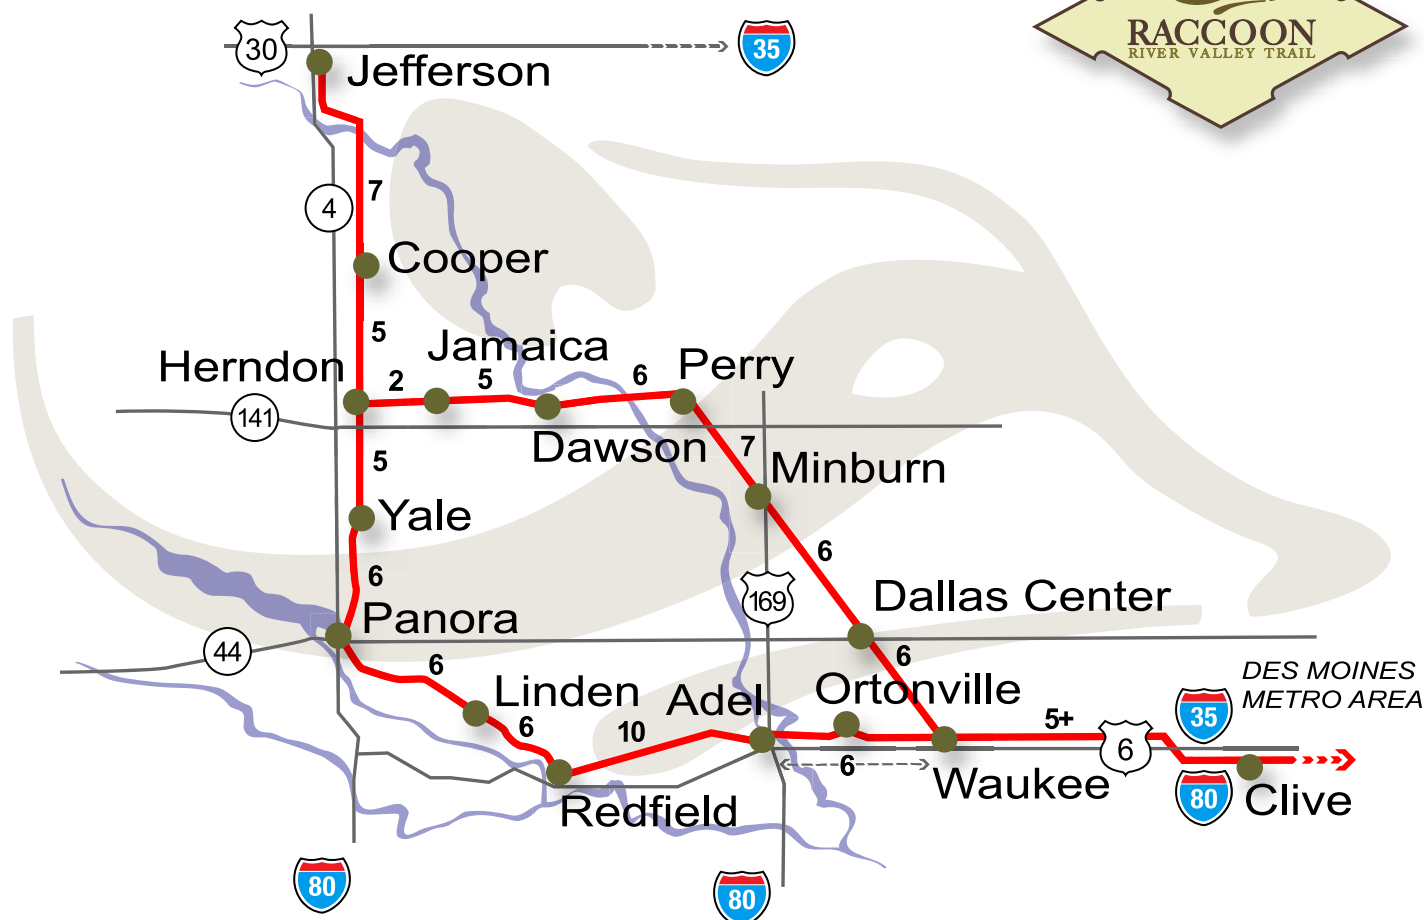 RACCOON
RIVER VALLEY TRAIL
30
35
Jefferson
7
4
Cooper
5
Jamaica
Herndon
2
5
6
Perry
141
Dawson
7
Minburn
5
Yale
6
6
169
Dallas Center
Panora
44
6
6
DES MOINES
METRO AREA
Linden
Adel
Ortonville
35
6
10
5+
6
6
Waukee
80
Clive
Redfield
80
80